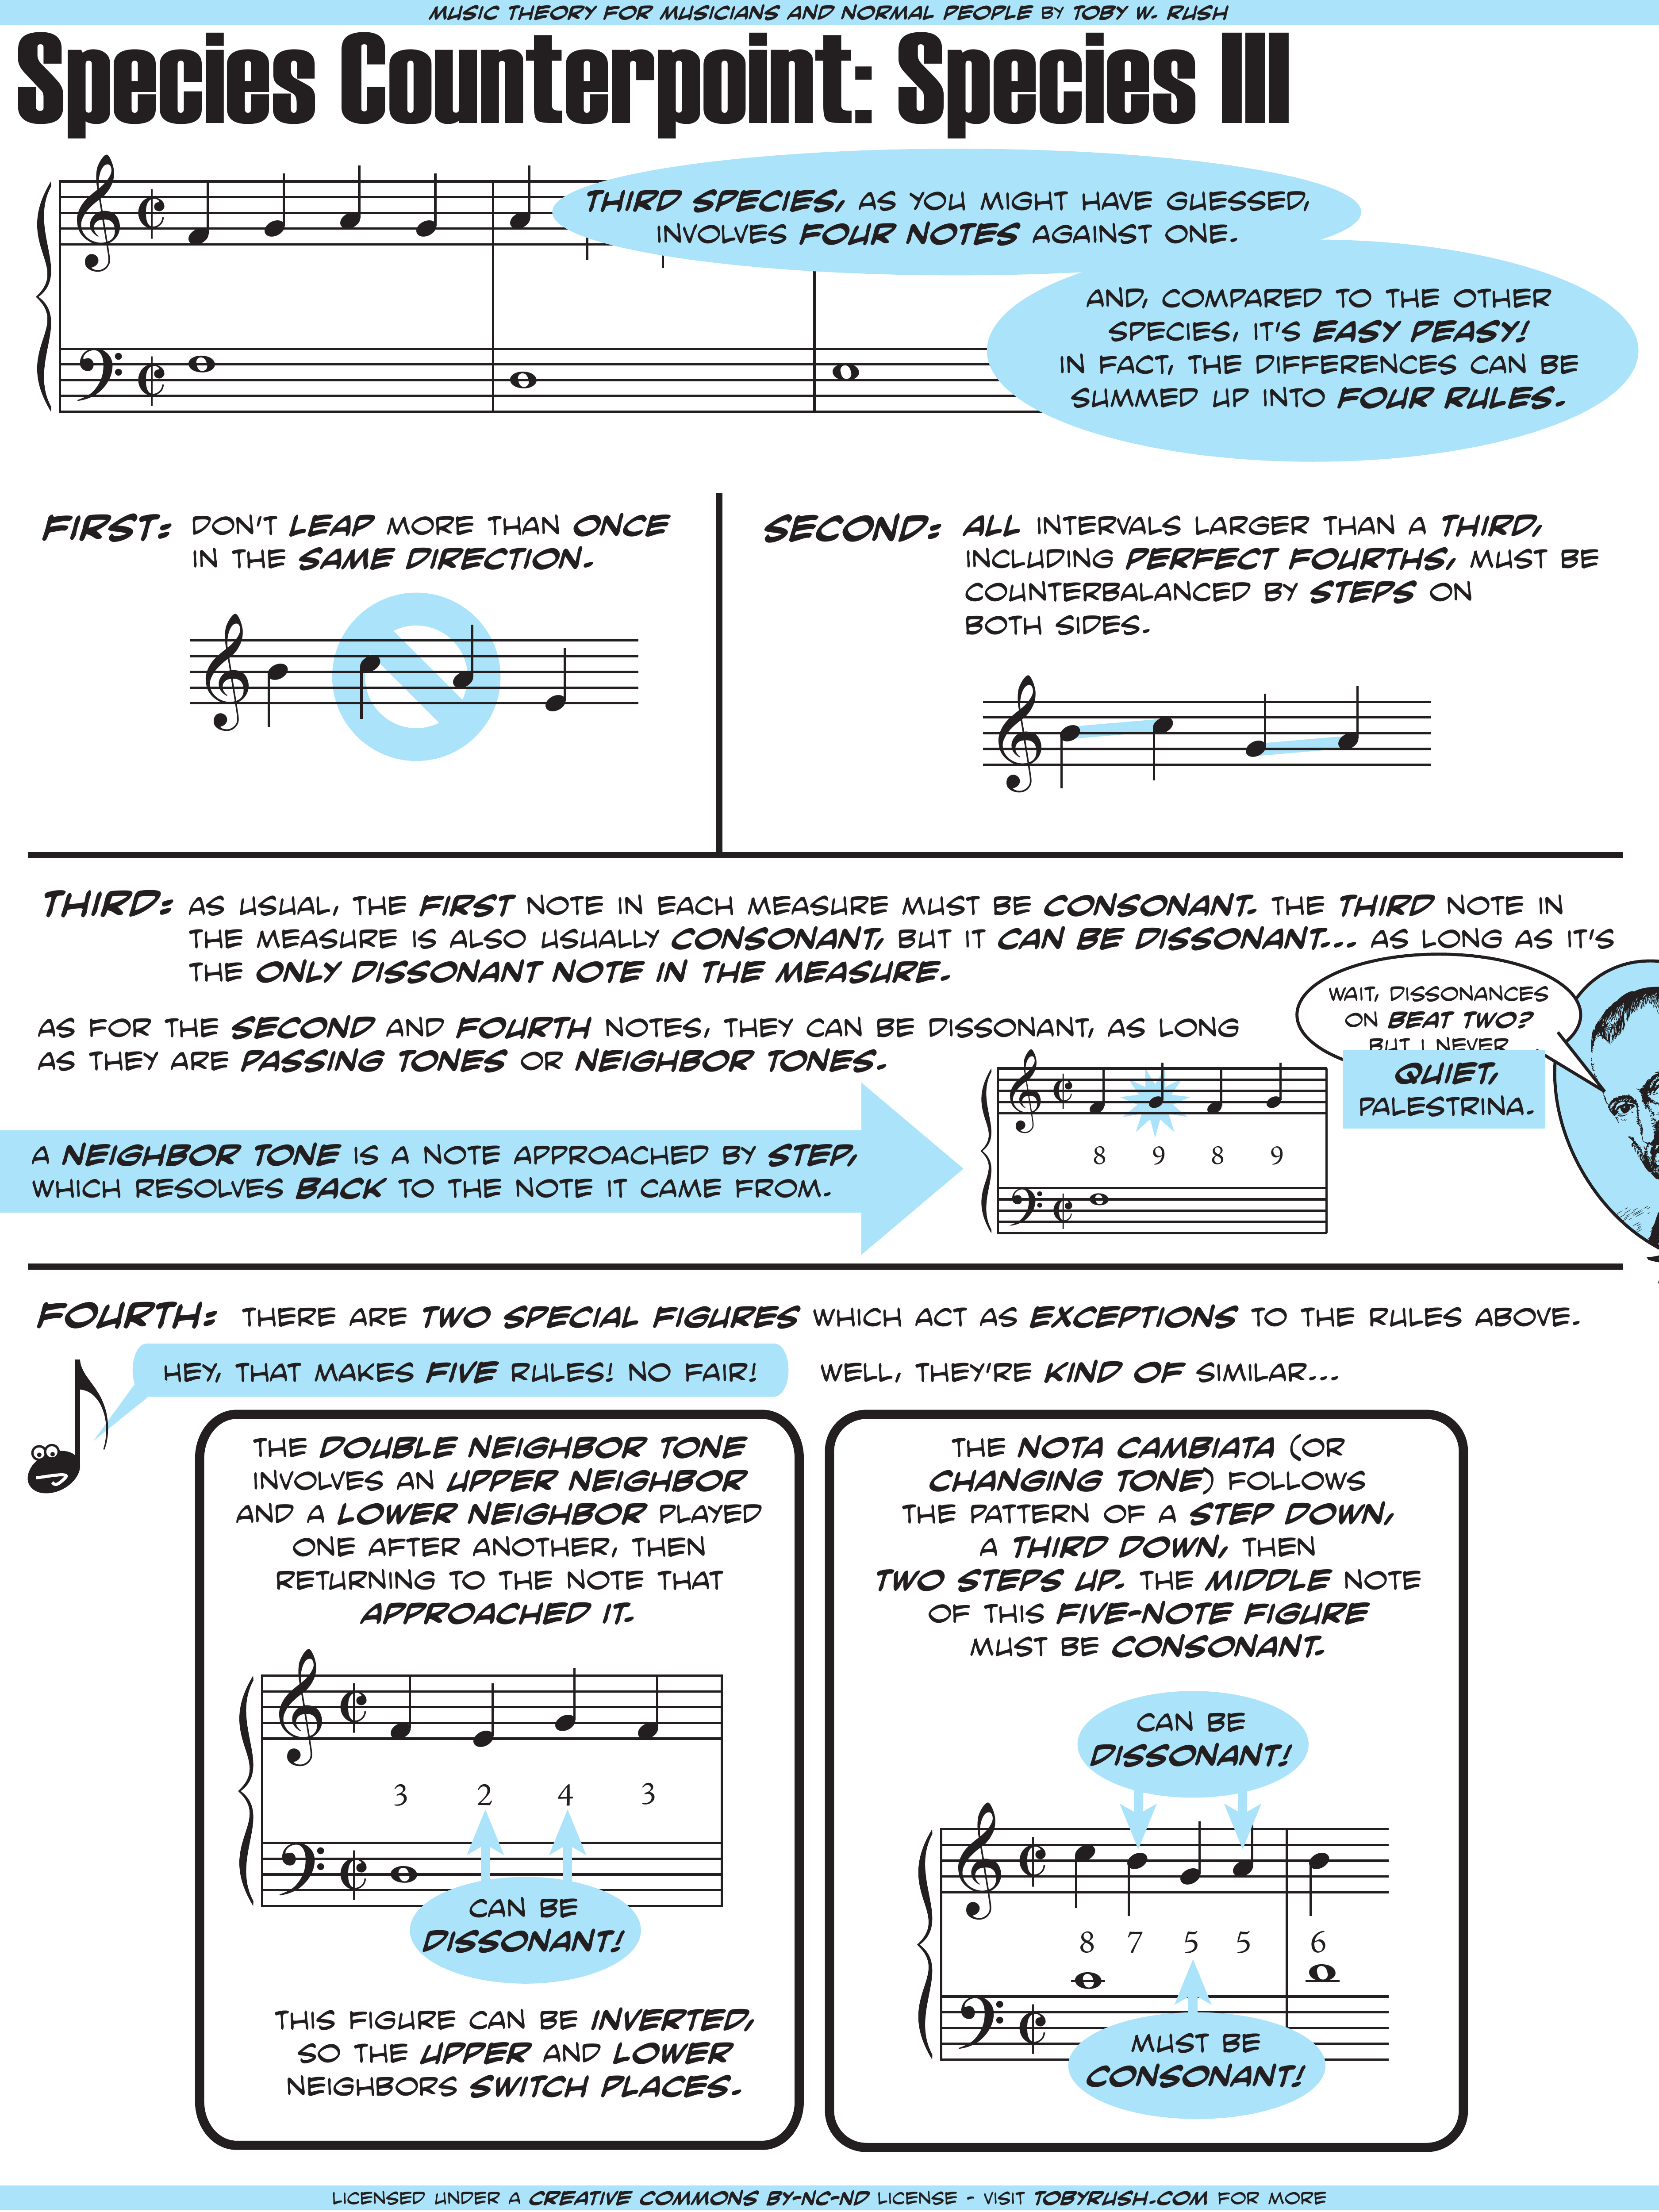 MUSIC THEORY FOR MUSICIANS AND NORMAL PEOPLE BY TOBY W. RUSH
Species Counterpoint: Species III
THIRD SPECIES, AS YOU MIGHT HAVE GUESSED,
INVOLVES FOUR NOTES AGAINST ONE.
AND, COMPARED TO THE OTHER
SPECIES, IT'S EASY PEASY!
IN FACT, THE DIFFERENCES CAN BE
SUMMED UP INTO FOUR RULES.
FIRST: DON'T LEAP MORE THAN ONCE
IN THE SAME DIRECTION.
SECOND: ALL INTERVALS LARGER THAN A THIRD,
INCLUDING PERFECT FOURTHS, MUST BE
COUNTERBALANCED BY STEPS ON
BOTH SIDES.
THIRD: AS USUAL, THE FIRST NOTE IN EACH MEASURE MUST BE CONSONANT. THE THIRD NOTE IN
THE MEASURE IS ALSO USUALLY CONSONANT, BUT IT CAN BE DISSONANT... AS LONG AS IT'S
THE ONLY DISSONANT NOTE IN THE MEASURE.
AS FOR THE SECOND AND FOURTH NOTES, THEY CAN BE DISSONANT, AS LONG
AS THEY ARE PASSING TONES OR NEIGHBOR TONES.
WAIT, DISSONANCES
ON BEAT TWO?
BUT I NEVER
QUIET,
PALESTRINA.
A NEIGHBOR TONE IS A NOTE APPROACHED BY STEP,
WHICH RESOLVES BACK TO THE NOTE IT CAME FROM.
8 9 8 9
FOURTH: THERE ARE TWO SPECIAL FIGURES WHICH ACT AS EXCEPTIONS TO THE RULES ABOVE.
HEY, THAT MAKES FIVE RULES! NO FAIR!
WELL, THEY'RE KIND OF SIMILAR...
THE DOUBLE NEIGHBOR TONE
INVOLVES AN UPPER NEIGHBOR
AND A LOWER NEIGHBOR PLAYED
ONE AFTER ANOTHER, THEN
RETURNING TO THE NOTE THAT
APPROACHED IT.
3 2 4 3
CAN BE
DISSONANT!
THIS FIGURE CAN BE INVERTED,
SO THE UPPER AND LOWER
NEIGHBORS SWITCH PLACES.
THE NOTA CAMBIATA (OR
CHANGING TONE) FOLLOWS
THE PATTERN OF A STEP DOWN,
A THIRD DOWN, THEN
TWO STEPS UP. THE MIDDLE NOTE
OF THIS FIVE-NOTE FIGURE
MUST BE CONSONANT.
CAN BE
DISSONANT!
8 7 5 5 6
MUST BE
CONSONANT!
LICENSED UNDER A CREATIVE COMMONS BY-NC-ND LICENSE - VISIT TOBYRUSH.COM FOR MORE